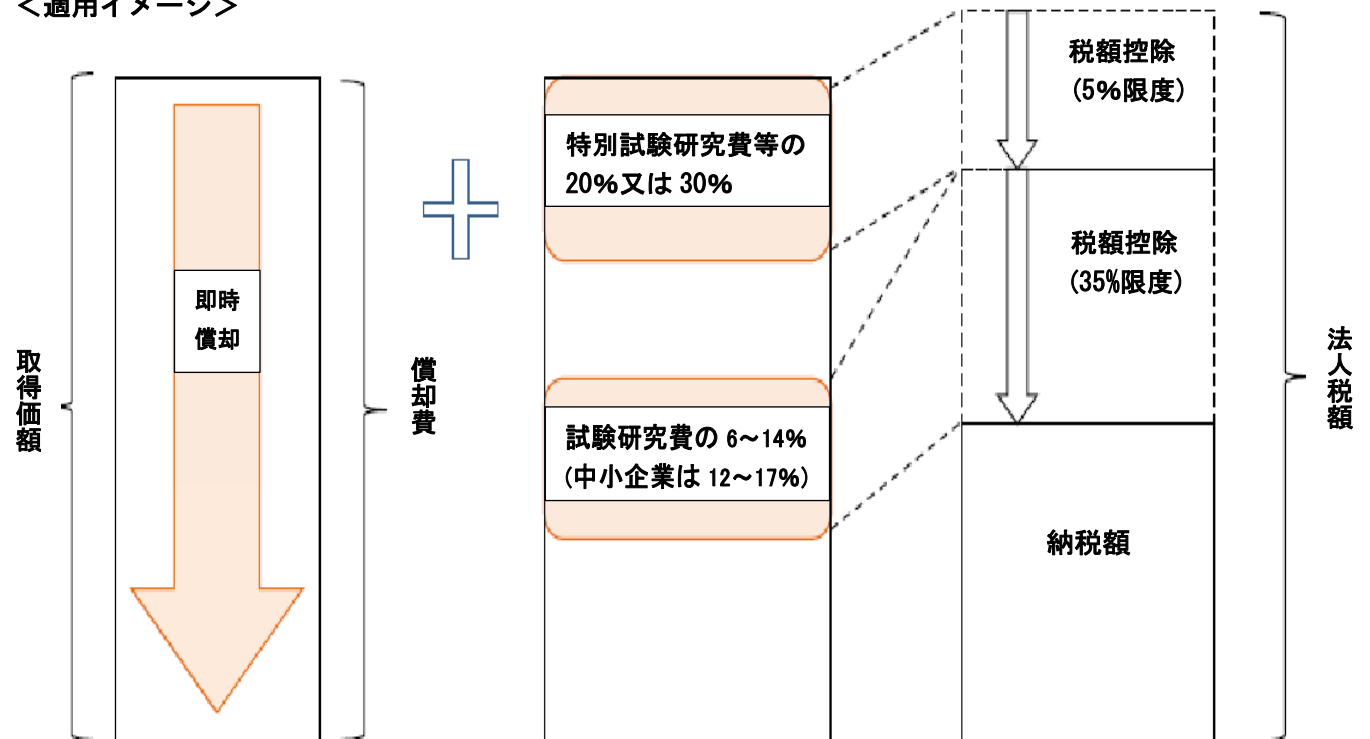 ＜適用イメージ＞
取得価額
即時
償却
償却費
特別試験研究費等の
20％又は 30％
試験研究費の 6～14％
(中小企業は 12～17％)
税額控除
(5％限度)
税額控除
(35％限度)
納税額
法人税額